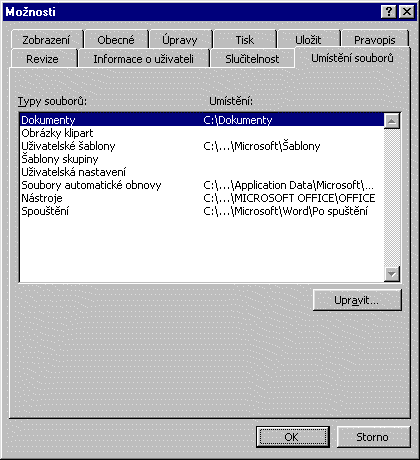 Možnosti
Zobrazení Obecné Úpravy Tisk Uložit Pravopis
Revize Informace o uživateli Slučitelnost Umístění souborů
Typy souborů: Umístění:
Dokumenty C:\Dokumenty
Obrázky klipart
Uživatelské šablony C:\...\Microsoft\Šablony
Šablony skupiny
Uživatelská nastavení
Soubory automatické obnovy C:\...\Application Data\Microsoft\...
Nástroje C:\...\MICROSOFT OFFICE\OFFICE
Spouštění C:\...\Microsoft\Word\Po spuštění
Upravit...
OK Storno